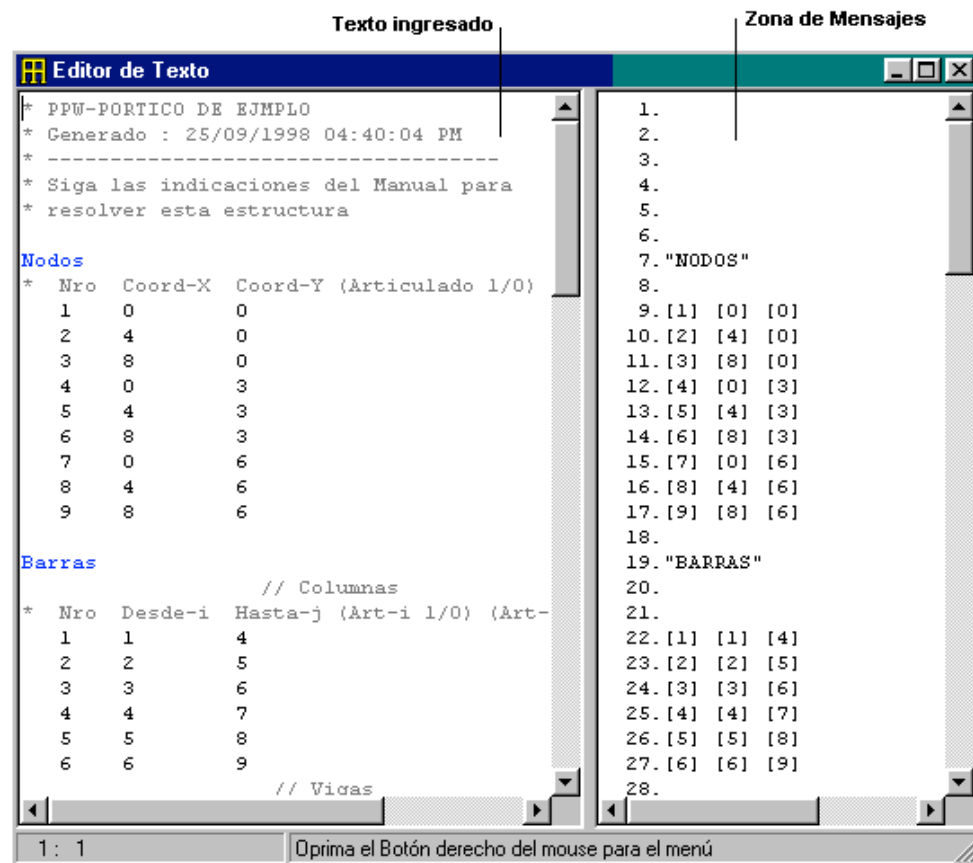 Texto ingresado
Zona de Mensajes
Editor de Texto
* PPW-PORTICO DE EJMPLO
* Generado : 25/09/1998 04:40:04 PM
* -----------------------------------
* Siga las indicaciones del Manual para
* resolver esta estructura
Nodos
* Nro Coord-X Coord-Y (Articulado 1/0)
1 0 0
2 4 0
3 8 0
4 0 3
5 4 3
6 8 3
7 0 6
8 4 6
9 8 6
Barras
// Columnas
* Nro Desde-i Hasta-j (Art-i 1/0) (Art-
1 1 4
2 2 5
3 3 6
4 4 7
5 5 8
6 6 9
// Vigas
1.
2.
3.
4.
5.
6.
7."NODOS"
8.
9.[1] [0] [0]
10.[2] [4] [0]
11.[3] [8] [0]
12.[4] [0] [3]
13.[5] [4] [3]
14.[6] [8] [3]
15.[7] [0] [6]
16.[8] [4] [6]
17.[9] [8] [6]
18.
19."BARRAS"
20.
21.
22.[1] [1] [4]
23.[2] [2] [5]
24.[3] [3] [6]
25.[4] [4] [7]
26.[5] [5] [8]
27.[6] [6] [9]
28.
1: 1
Oprima el Botón derecho del mouse para el menú